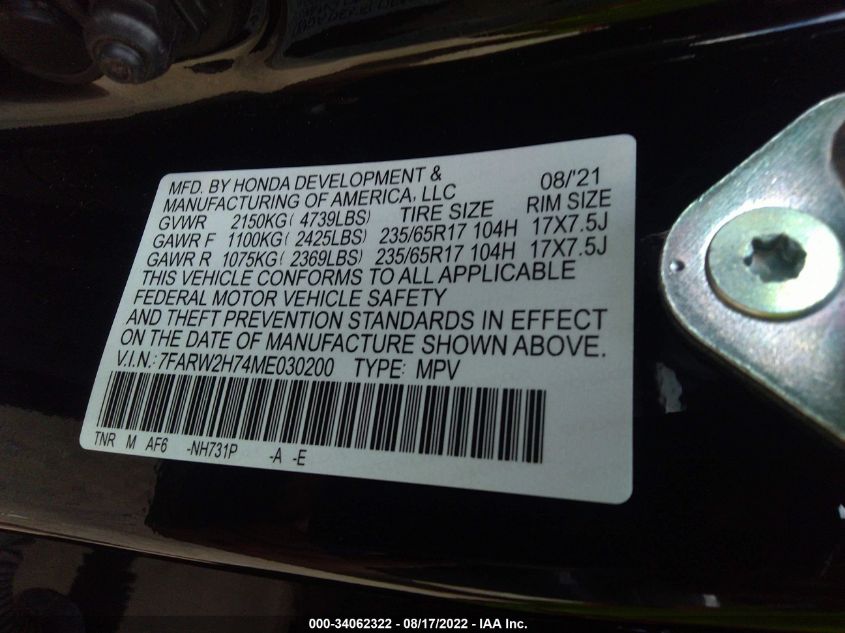 MFD. BY HONDA DEVELOPMENT &
MANUFACTURING OF AMERICA, LLC 08/'21
GVWR 2150KG( 4739LBS) TIRE SIZE RIM SIZE
GAWR F 1100KG( 2425LBS) 235/65R17 104H 17X7.5J
GAWR R 1075KG( 2369LBS) 235/65R17 104H 17X7.5J
THIS VEHICLE CONFORMS TO ALL APPLICABLE
FEDERAL MOTOR VEHICLE SAFETY
AND THEFT PREVENTION STANDARDS IN EFFECT
ON THE DATE OF MANUFACTURE SHOWN ABOVE.
V.I.N.: 7FARW2H74ME030200 TYPE: MPV
TNR M AF6 -NH731P -A -E
000-34062322 - 08/17/2022 - IAA Inc.